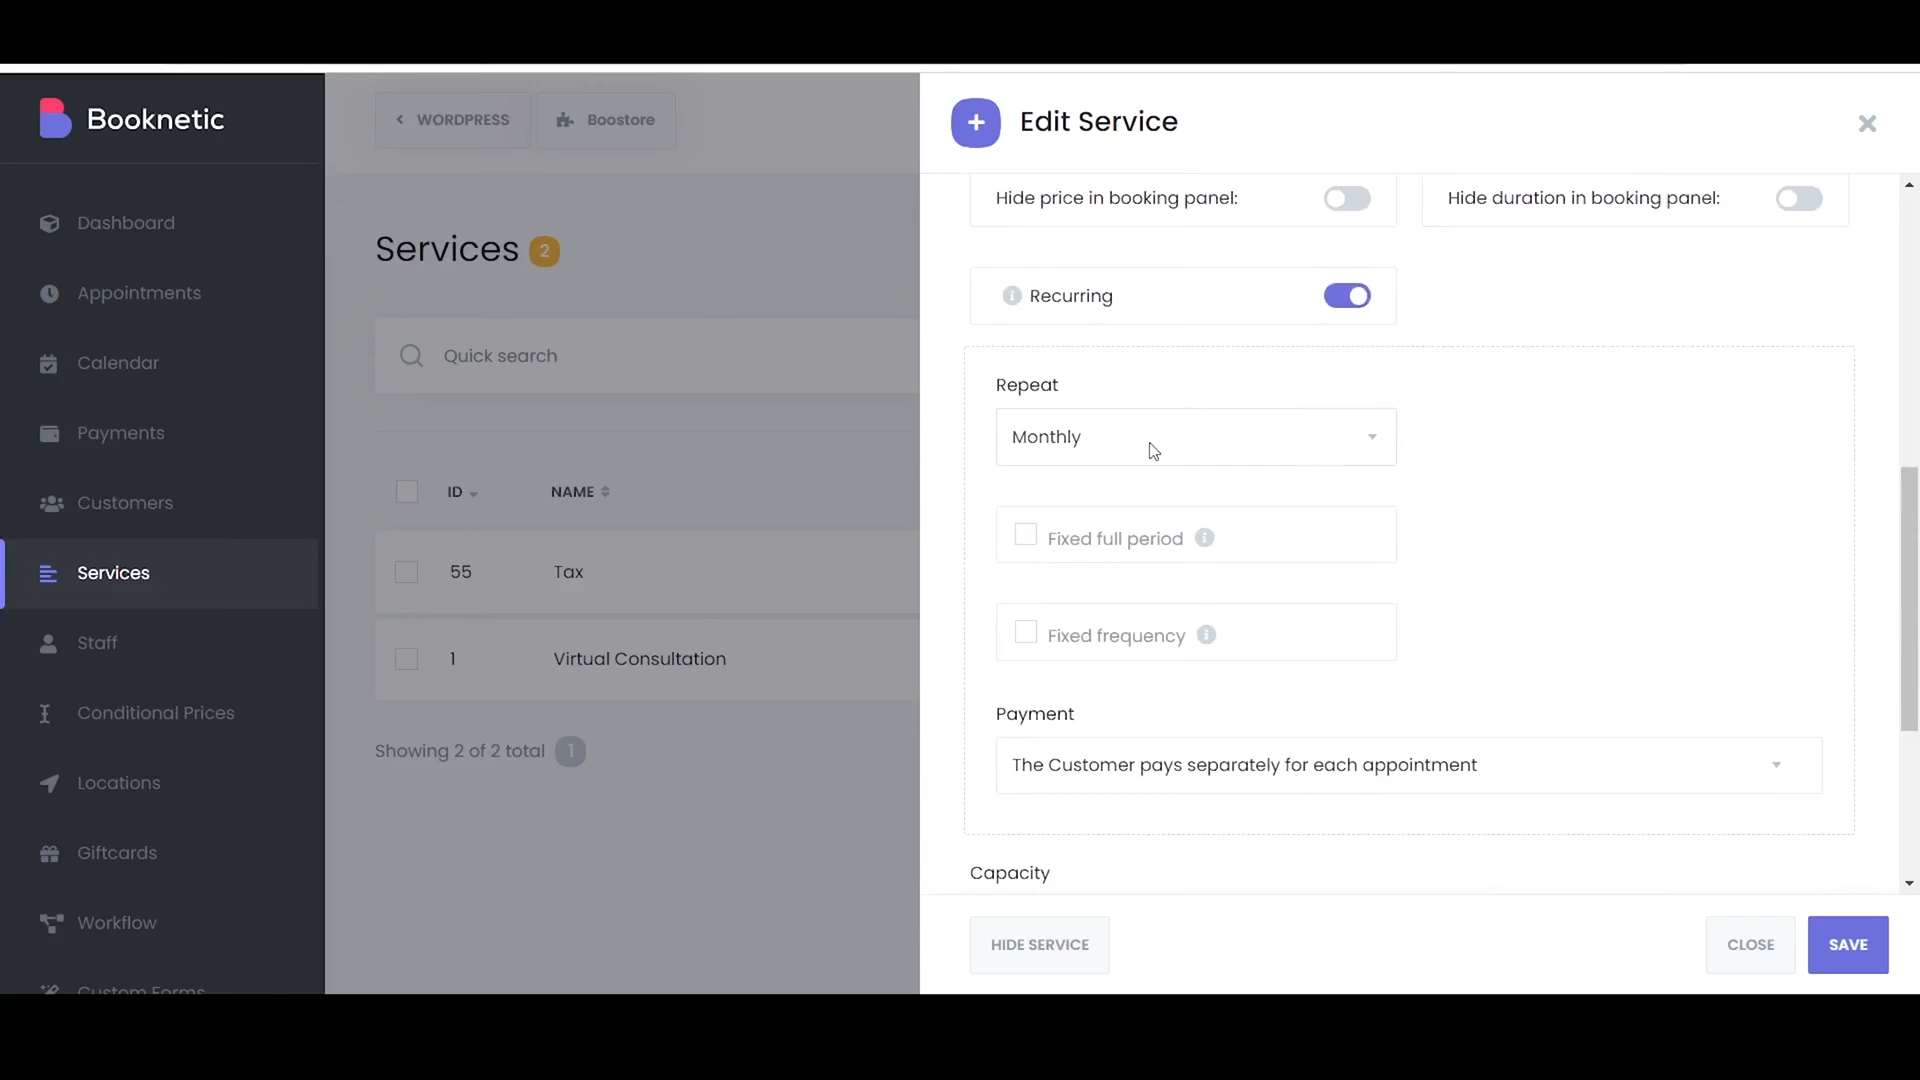 Booknetic
Dashboard
Appointments
Calendar
Payments
Customers
Services
Staff
Conditional Prices
Locations
Giftcards
Workflow
Custom Forms
WORDPRESS
Boostore
Services 2
Quick search
ID NAME
55 Tax
1 Virtual Consultation
Showing 2 of 2 total 1
Edit Service
Hide price in booking panel:
Hide duration in booking panel:
Recurring
Repeat
Monthly
Fixed full period
Fixed frequency
Payment
The Customer pays separately for each appointment
Capacity
HIDE SERVICE
CLOSE
SAVE